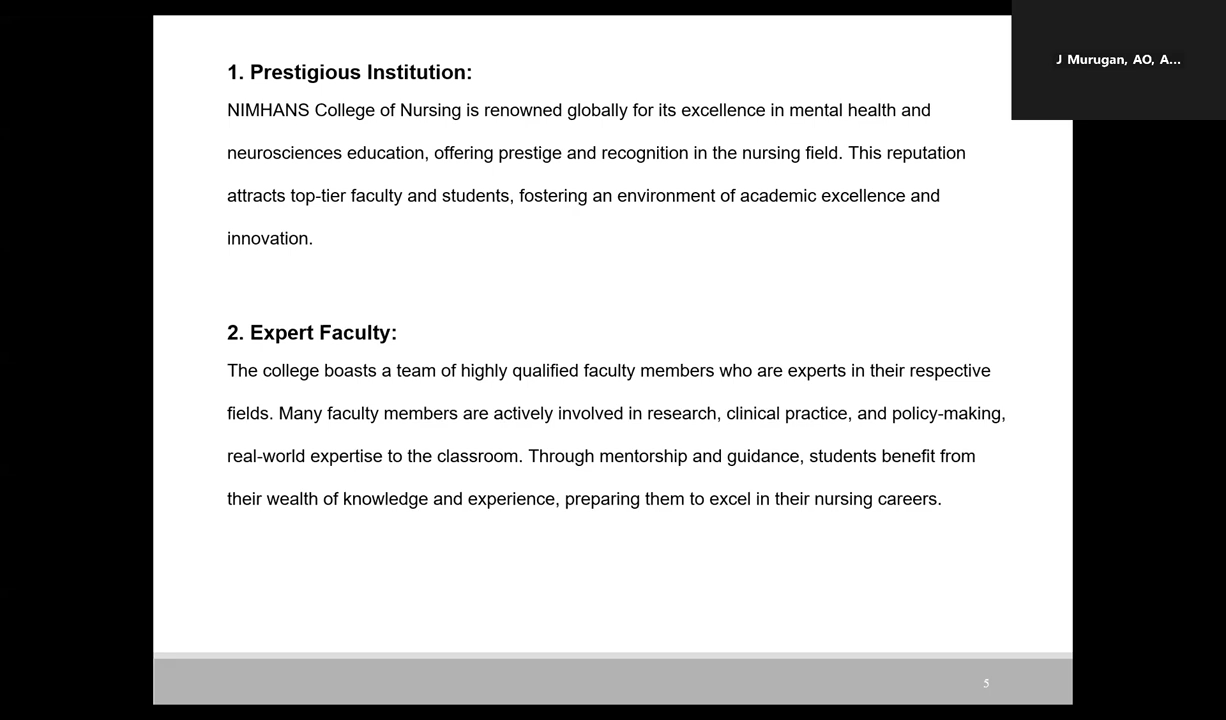 J Murugan, AO, A...
1. Prestigious Institution:
NIMHANS College of Nursing is renowned globally for its excellence in mental health and
neurosciences education, offering prestige and recognition in the nursing field. This reputation
attracts top-tier faculty and students, fostering an environment of academic excellence and
innovation.
2. Expert Faculty:
The college boasts a team of highly qualified faculty members who are experts in their respective
fields. Many faculty members are actively involved in research, clinical practice, and policy-making,
real-world expertise to the classroom. Through mentorship and guidance, students benefit from
their wealth of knowledge and experience, preparing them to excel in their nursing careers.
5